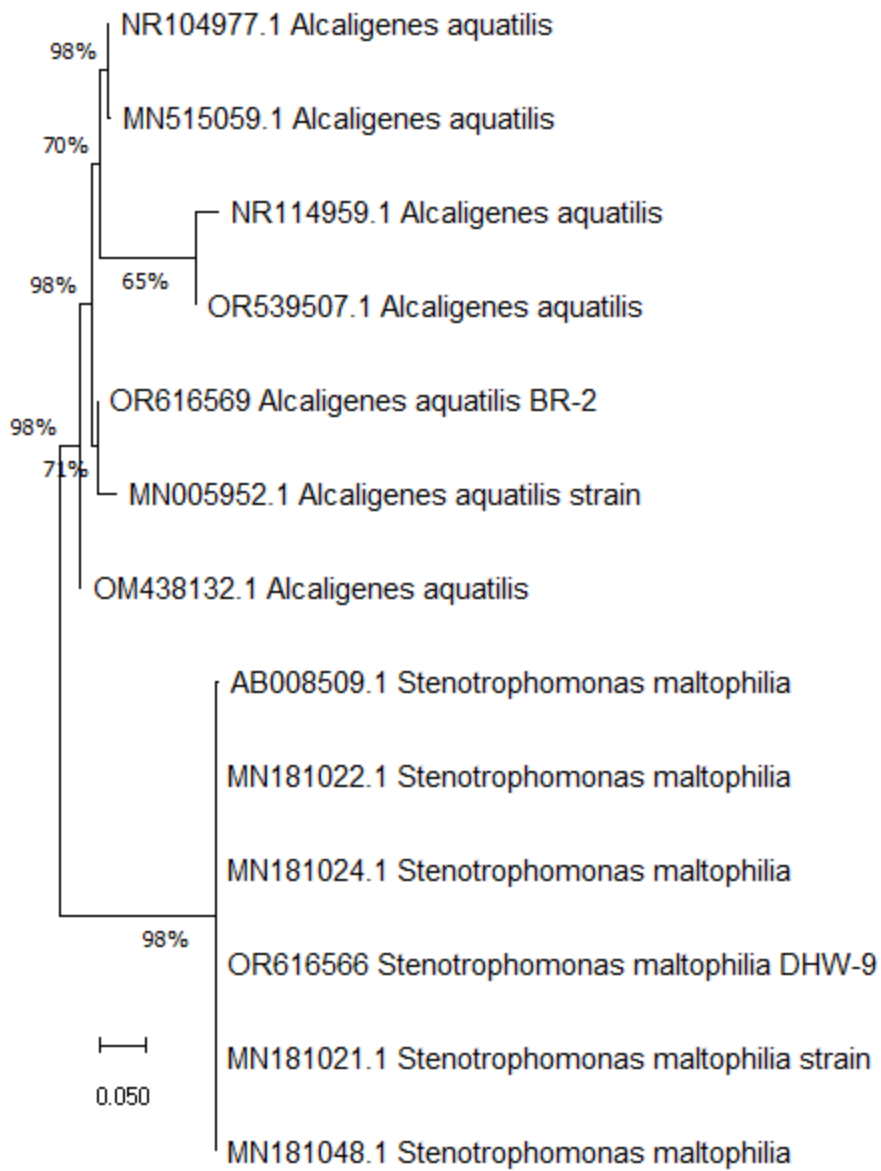 NR104977.1 Alcaligenes aquatilis
98%
MN515059.1 Alcaligenes aquatilis
70%
NR114959.1 Alcaligenes aquatilis
65%
98%
OR539507.1 Alcaligenes aquatilis
OR616569 Alcaligenes aquatilis BR-2
98%
71%
MN005952.1 Alcaligenes aquatilis strain
OM438132.1 Alcaligenes aquatilis
AB008509.1 Stenotrophomonas maltophilia
MN181022.1 Stenotrophomonas maltophilia
MN181024.1 Stenotrophomonas maltophilia
98%
OR616566 Stenotrophomonas maltophilia DHW-9
MN181021.1 Stenotrophomonas maltophilia strain
0.050
MN181048.1 Stenotrophomonas maltophilia